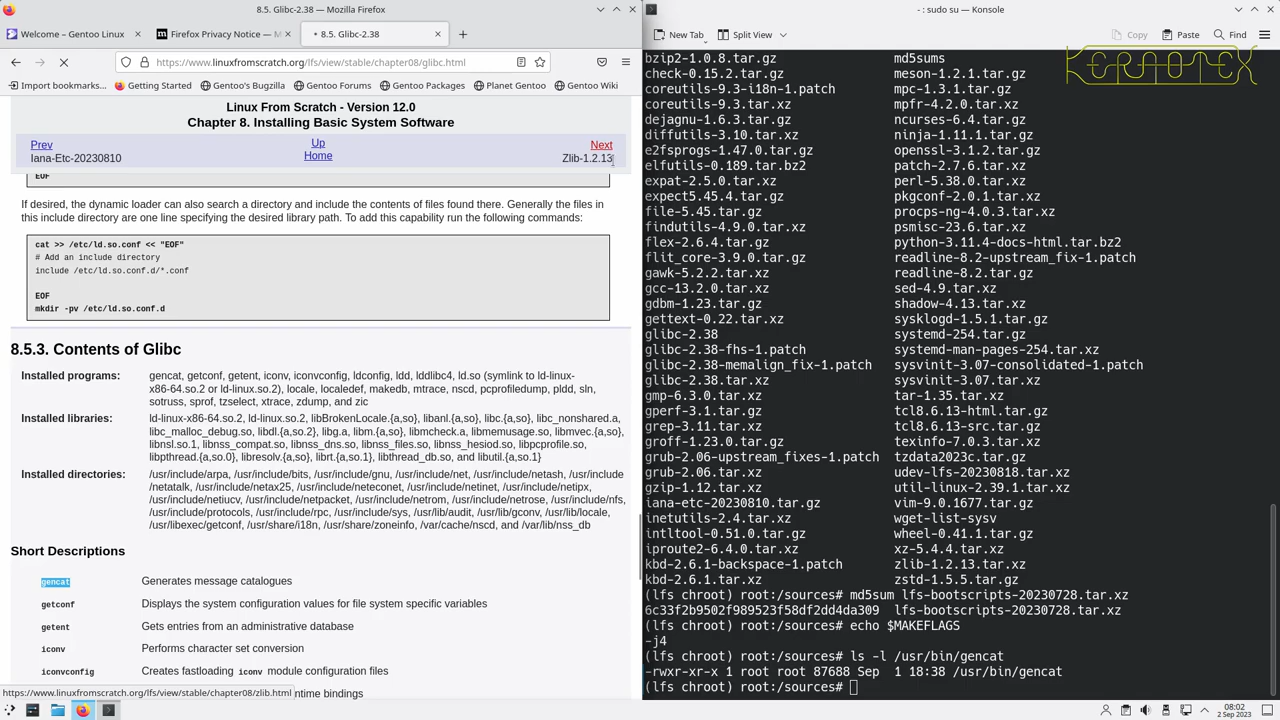 8.5. Glibc-2.38 — Mozilla Firefox
Welcome – Gentoo Linux
Firefox Privacy Notice — M
8.5. Glibc-2.38
https://www.linuxfromscratch.org/lfs/view/stable/chapter08/glibc.html
Import bookmarks...
Getting Started
Gentoo's Bugzilla
Gentoo Forums
Gentoo Packages
Planet Gentoo
Gentoo Wiki
Linux From Scratch - Version 12.0
Chapter 8. Installing Basic System Software
Prev
Up
Next
Iana-Etc-20230810
Home
Zlib-1.2.13
EOF
If desired, the dynamic loader can also search a directory and include the contents of files found there. Generally the files in
this include directory are one line specifying the desired library path. To add this capability run the following commands:
cat >> /etc/ld.so.conf << "EOF"
# Add an include directory
include /etc/ld.so.conf.d/*.conf
EOF
mkdir -pv /etc/ld.so.conf.d
8.5.3. Contents of Glibc
Installed programs:
gencat, getconf, getent, iconv, iconvconfig, ldconfig, ldd, lddlibc4, ld.so (symlink to ld-linux-
x86-64.so.2 or ld-linux.so.2), locale, localedef, makedb, mtrace, nscd, pcprofiledump, pldd, sln,
sotruss, sprof, tzselect, xtrace, zdump, and zic
Installed libraries:
ld-linux-x86-64.so.2, ld-linux.so.2, libBrokenLocale.{a,so}, libanl.{a,so}, libc.{a,so}, libc_nonshared.a,
libc_malloc_debug.so, libdl.{a,so.2}, libg.a, libm.{a,so}, libmcheck.a, libmemusage.so, libmvec.{a,so},
libnsl.so.1, libnss_compat.so, libnss_dns.so, libnss_files.so, libnss_hesiod.so, libpcprofile.so,
libpthread.{a,so.0}, libresolv.{a,so}, librt.{a,so.1}, libthread_db.so, and libutil.{a,so.1}
Installed directories:
/usr/include/arpa, /usr/include/bits, /usr/include/gnu, /usr/include/net, /usr/include/netash, /usr/include
/netatalk, /usr/include/netax25, /usr/include/neteconet, /usr/include/netinet, /usr/include/netipx,
/usr/include/netiucv, /usr/include/netpacket, /usr/include/netrom, /usr/include/netrose, /usr/include/nfs,
/usr/include/protocols, /usr/include/rpc, /usr/include/sys, /usr/lib/audit, /usr/lib/gconv, /usr/lib/locale,
/usr/libexec/getconf, /usr/share/i18n, /usr/share/zoneinfo, /var/cache/nscd, and /var/lib/nss_db
Short Descriptions
gencat
Generates message catalogues
getconf
Displays the system configuration values for file system specific variables
getent
Gets entries from an administrative database
iconv
Performs character set conversion
iconvconfig
Creates fastloading iconv module configuration files
https://www.linuxfromscratch.org/lfs/view/stable/chapter08/zlib.html
ntime bindings
- : sudo su — Konsole
New Tab
Split View
Copy
Paste
Find
KERNOTEX
bzip2-1.0.8.tar.gz md5sums
check-0.15.2.tar.gz meson-1.2.1.tar.gz
coreutils-9.3-i18n-1.patch mpc-1.3.1.tar.gz
coreutils-9.3.tar.xz mpfr-4.2.0.tar.xz
dejagnu-1.6.3.tar.gz ncurses-6.4.tar.gz
diffutils-3.10.tar.xz ninja-1.11.1.tar.gz
e2fsprogs-1.47.0.tar.gz openssl-3.1.2.tar.gz
elfutils-0.189.tar.bz2 patch-2.7.6.tar.xz
expat-2.5.0.tar.xz perl-5.38.0.tar.xz
expect5.45.4.tar.gz pkgconf-2.0.1.tar.xz
file-5.45.tar.gz procps-ng-4.0.3.tar.xz
findutils-4.9.0.tar.xz psmisc-23.6.tar.xz
flex-2.6.4.tar.gz python-3.11.4-docs-html.tar.bz2
flit_core-3.9.0.tar.gz readline-8.2-upstream_fix-1.patch
gawk-5.2.2.tar.xz readline-8.2.tar.gz
gcc-13.2.0.tar.xz sed-4.9.tar.xz
gdbm-1.23.tar.gz shadow-4.13.tar.xz
gettext-0.22.tar.xz sysklogd-1.5.1.tar.gz
glibc-2.38 systemd-254.tar.gz
glibc-2.38-fhs-1.patch systemd-man-pages-254.tar.xz
glibc-2.38-memalign_fix-1.patch sysvinit-3.07-consolidated-1.patch
glibc-2.38.tar.xz sysvinit-3.07.tar.xz
gmp-6.3.0.tar.xz tar-1.35.tar.xz
gperf-3.1.tar.gz tcl8.6.13-html.tar.gz
grep-3.11.tar.xz tcl8.6.13-src.tar.gz
groff-1.23.0.tar.gz texinfo-7.0.3.tar.xz
grub-2.06-upstream_fixes-1.patch tzdata2023c.tar.gz
grub-2.06.tar.xz udev-lfs-20230818.tar.xz
gzip-1.12.tar.xz util-linux-2.39.1.tar.xz
iana-etc-20230810.tar.gz vim-9.0.1677.tar.gz
inetutils-2.4.tar.xz wget-list-sysv
intltool-0.51.0.tar.gz wheel-0.41.1.tar.gz
iproute2-6.4.0.tar.xz xz-5.4.4.tar.xz
kbd-2.6.1-backspace-1.patch zlib-1.2.13.tar.xz
kbd-2.6.1.tar.xz zstd-1.5.5.tar.gz
(lfs chroot) root:/sources# md5sum lfs-bootscripts-20230728.tar.xz
6c33f2b9502f989523f58df2dd4da309  lfs-bootscripts-20230728.tar.xz
(lfs chroot) root:/sources# echo $MAKEFLAGS
-j4
(lfs chroot) root:/sources# ls -l /usr/bin/gencat
-rwxr-xr-x 1 root root 87688 Sep  1 18:38 /usr/bin/gencat
(lfs chroot) root:/sources#
08:02
2 Sep 2023